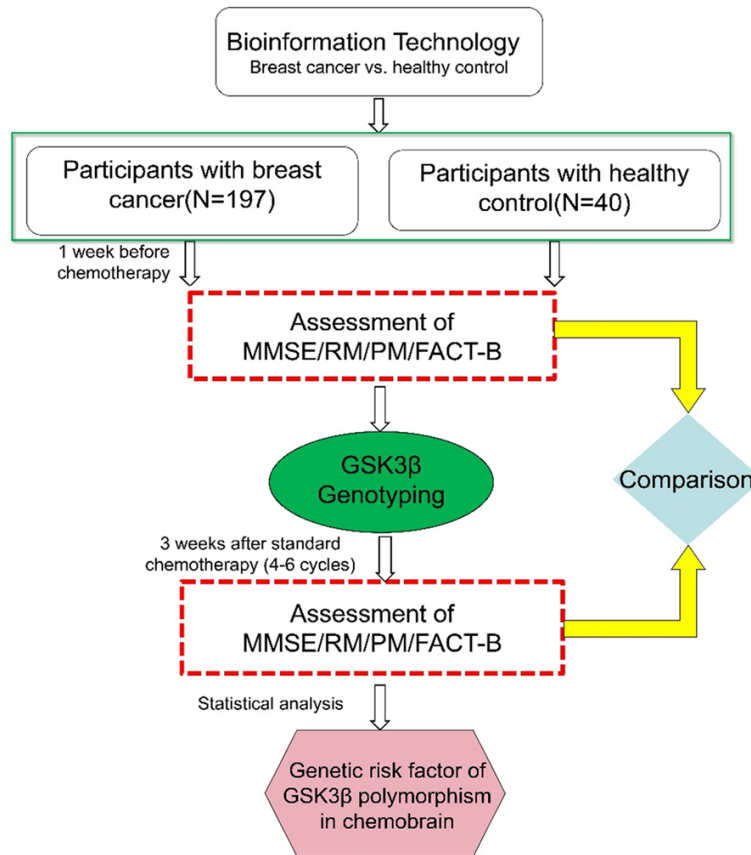 Bioinformation Technology
Breast cancer vs. healthy control
Participants with breast
cancer(N=197)
Participants with healthy
control(N=40)
1 week before
chemotherapy
Assessment of
MMSE/RM/PM/FACT-B
GSK3β
Genotyping
Comparison
3 weeks after standard
chemotherapy (4-6 cycles)
Assessment of
MMSE/RM/PM/FACT-B
Statistical analysis
Genetic risk factor of
GSK3β polymorphism
in chemobrain